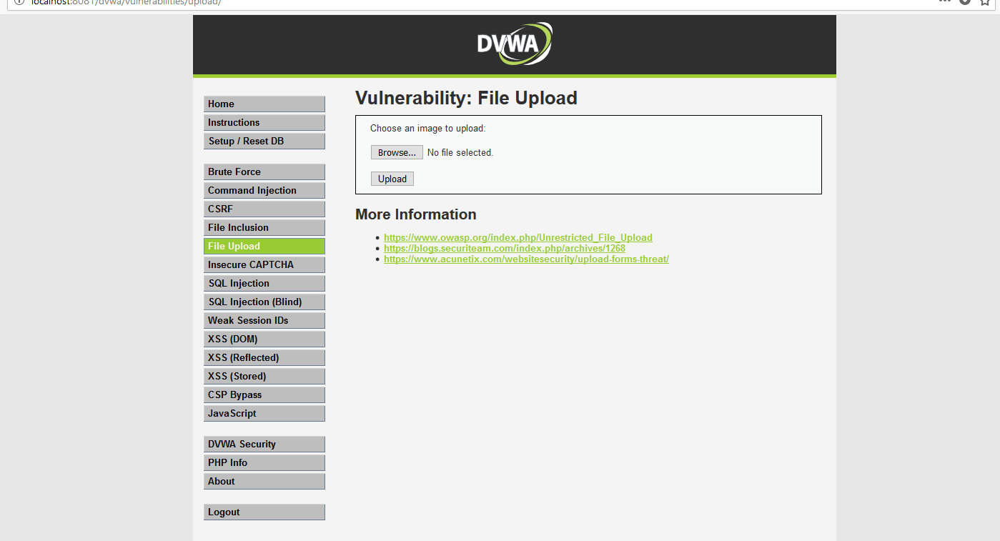 localhost:8081/dvwa/vulnerabilities/upload/
DVWA
Home
Instructions
Setup / Reset DB
Brute Force
Command Injection
CSRF
File Inclusion
File Upload
Insecure CAPTCHA
SQL Injection
SQL Injection (Blind)
Weak Session IDs
XSS (DOM)
XSS (Reflected)
XSS (Stored)
CSP Bypass
JavaScript
DVWA Security
PHP Info
About
Logout
Vulnerability: File Upload
Choose an image to upload:
Browse... No file selected.
Upload
More Information
https://www.owasp.org/index.php/Unrestricted_File_Upload
https://blogs.securiteam.com/index.php/archives/1268
https://www.acunetix.com/websitesecurity/upload-forms-threat/